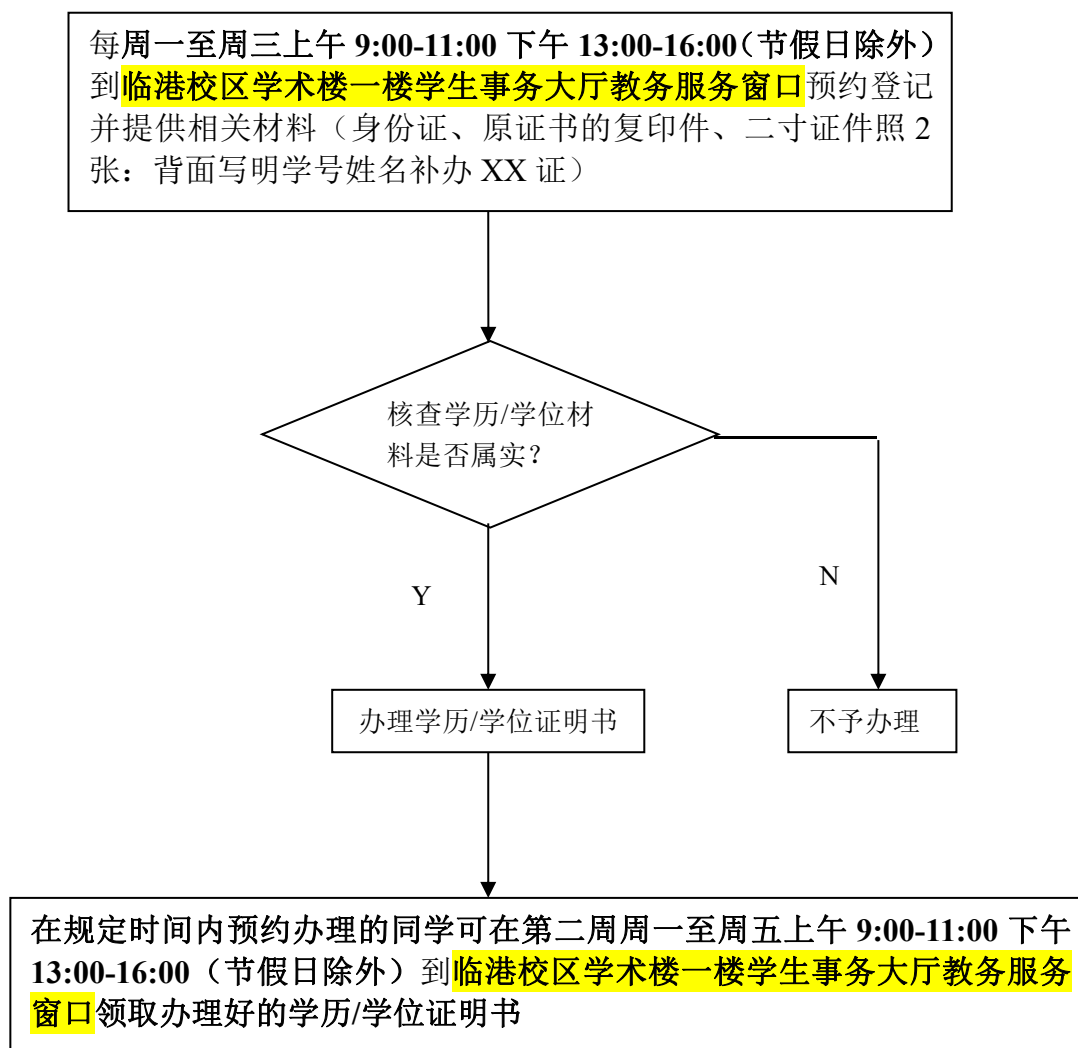 每周一至周三上午 9:00-11:00 下午 13:00-16:00（节假日除外）
到临港校区学术楼一楼学生事务大厅教务服务窗口预约登记
并提供相关材料（身份证、原证书的复印件、二寸证件照 2
张：背面写明学号姓名补办 XX 证）
核查学历/学位材
料是否属实？
Y
N
办理学历/学位证明书
不予办理
在规定时间内预约办理的同学可在第二周周一至周五上午 9:00-11:00 下午
13:00-16:00（节假日除外）到临港校区学术楼一楼学生事务大厅教务服务
窗口领取办理好的学历/学位证明书